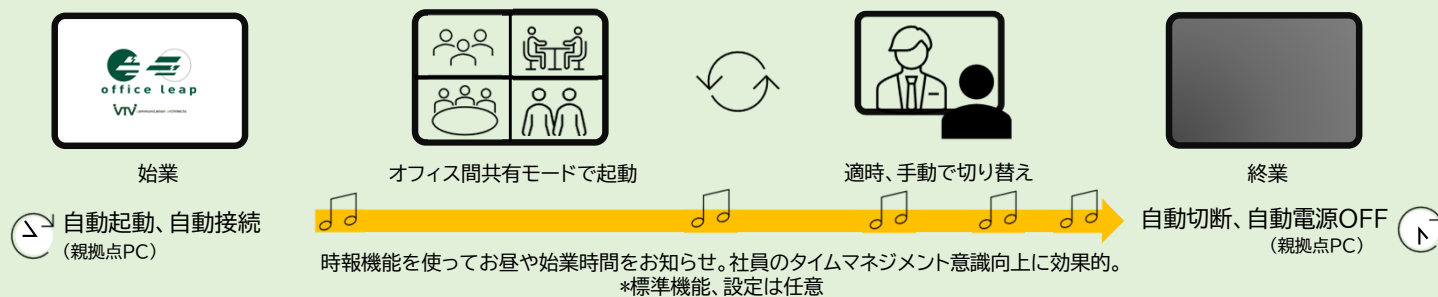 office leap
VTV communication architects
始業
オフィス間共有モードで起動
適時、手動で切り替え
終業
自動起動、自動接続
(親拠点PC)
自動切断、自動電源OFF
(親拠点PC)
時報機能を使ってお昼や始業時間をお知らせ。社員のタイムマネジメント意識向上に効果的。
*標準機能、設定は任意